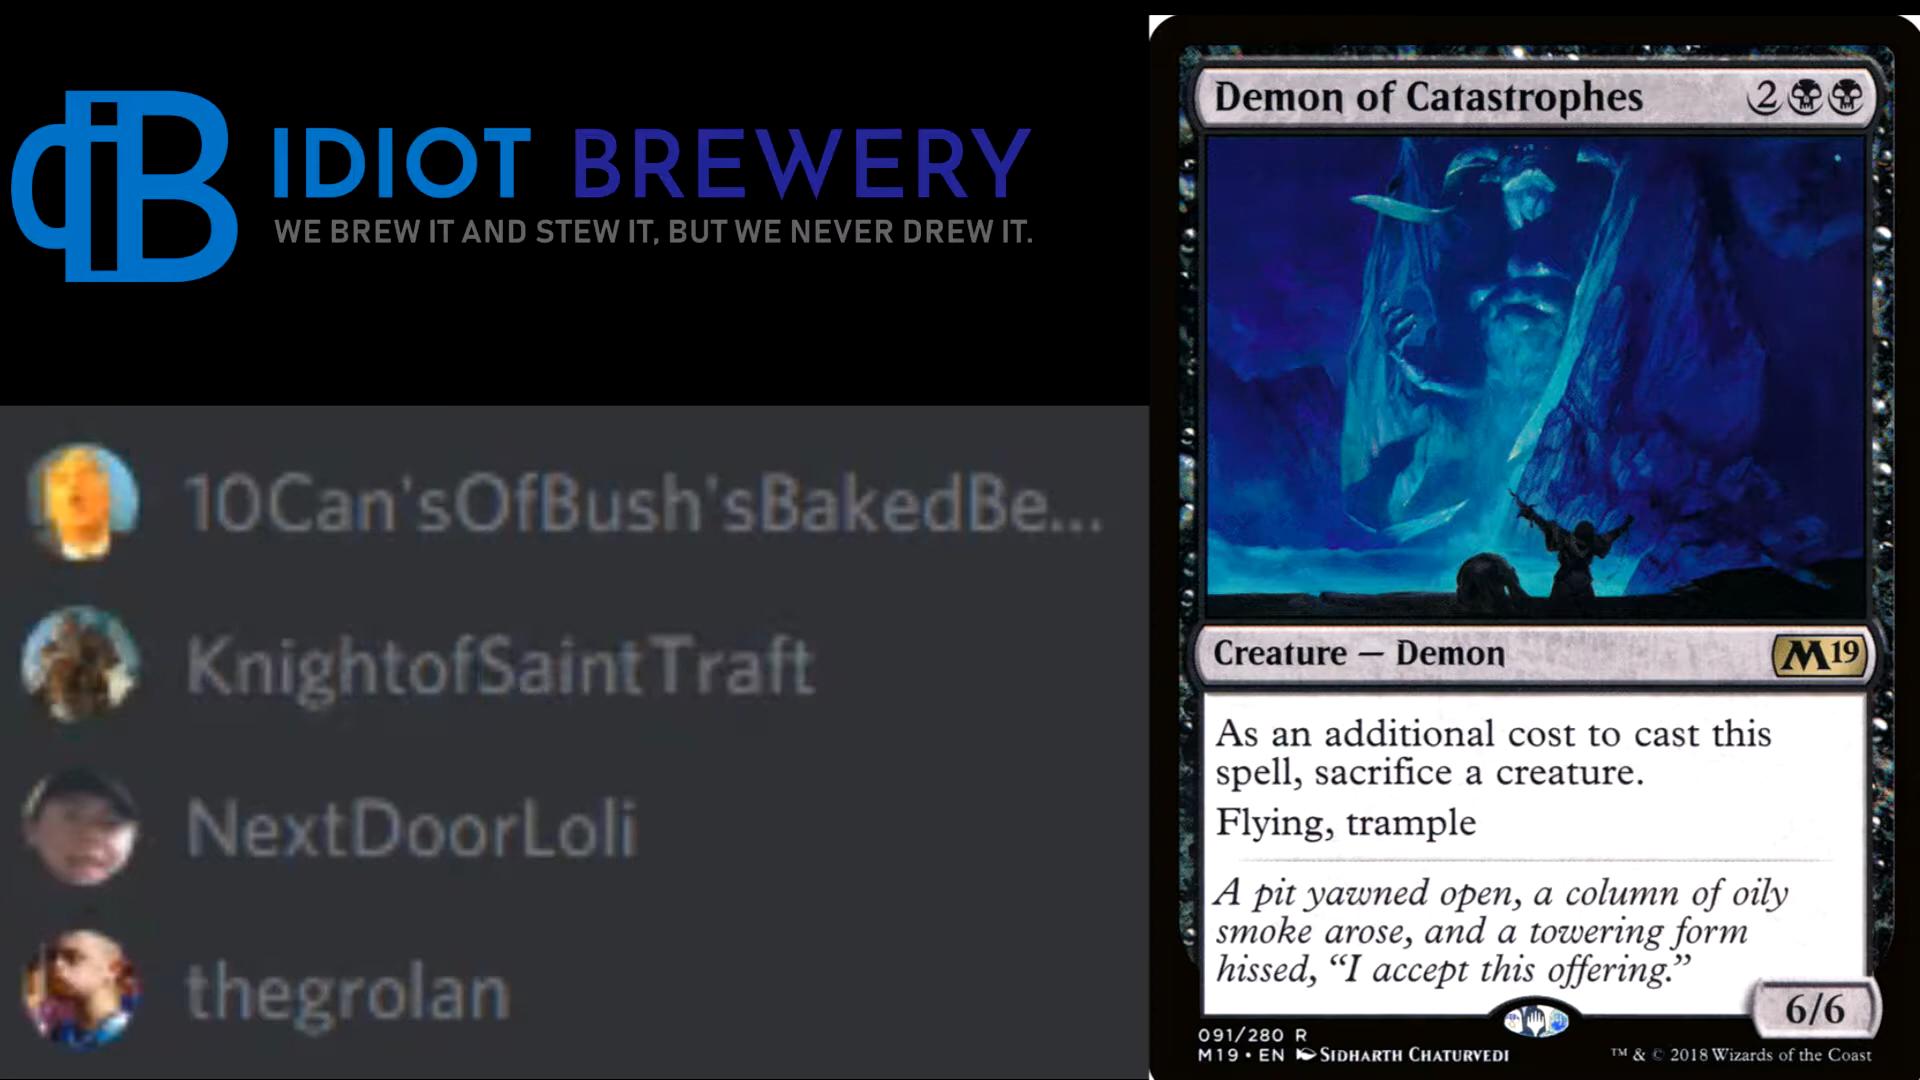 iB
IDIOT BREWERY
WE BREW IT AND STEW IT, BUT WE NEVER DREW IT.
10Can'sOfBush'sBakedBe...
KnightofSaintTraft
NextDoorLoli
thegrolan
Demon of Catastrophes 2
Creature — Demon M19
As an additional cost to cast this
spell, sacrifice a creature.
Flying, trample
A pit yawned open, a column of oily
smoke arose, and a towering form
hissed, “I accept this offering.”
6/6
091/280 R
M19 • EN SIDHARTH CHATURVEDI
™ & © 2018 Wizards of the Coast